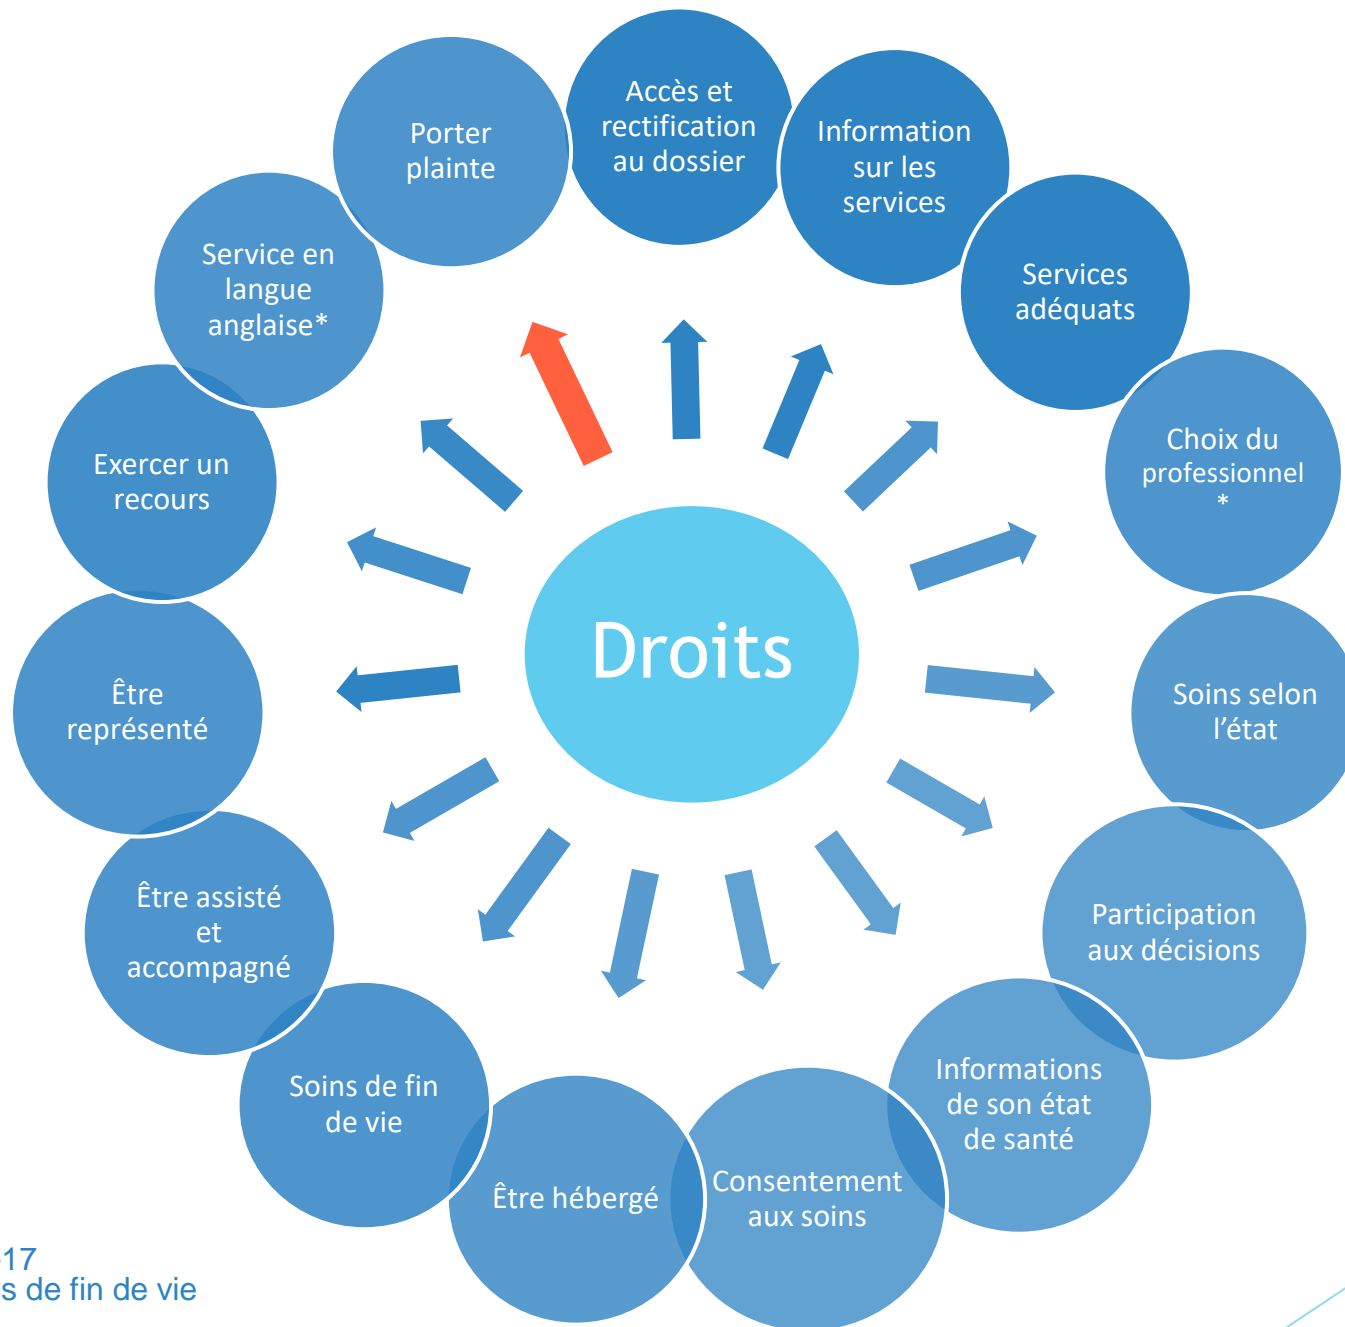 Accès et
rectification
au dossier
Information
sur les
services
Services
adéquats
Choix du
professionnel
*
Soins selon
l’état
Participation
aux décisions
Informations
de son état
de santé
Consentement
aux soins
Être hébergé
Soins de fin
de vie
Être assisté
et
accompagné
Être
représenté
Exercer un
recours
Service en
langue
anglaise*
Porter
plainte
Droits
17
s de fin de vie